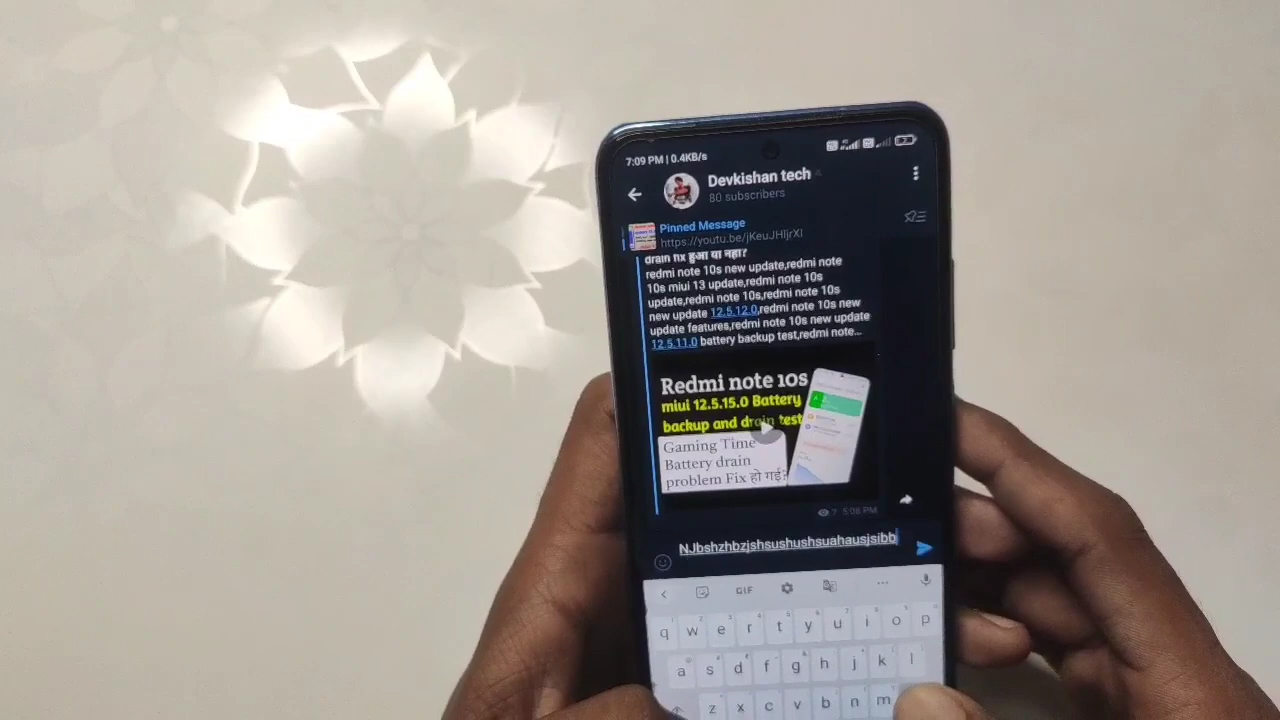 7:09 PM | 0.4KB/s
Devkishan tech
80 subscribers
Pinned Message
https://youtu.be/jKeuJHljrXI
drain fix हुआ या नहीं?
redmi note 10s new update,redmi note
10s miui 13 update,redmi note 10s
update,redmi note 10s,redmi note 10s
new update 12.5.12.0,redmi note 10s new
update features,redmi note 10s new update
12.5.11.0 battery backup test,redmi note...
Redmi note 10s
miui 12.5.15.0 Battery
backup and drain test
Gaming Time
Battery drain
problem Fix हो गई?
7 5:06 PM
NJbshzhbzjshsushushsuahausjsibb
GIF
q w e r t y u i o p
a s d f g h j k l
z x c v b n m